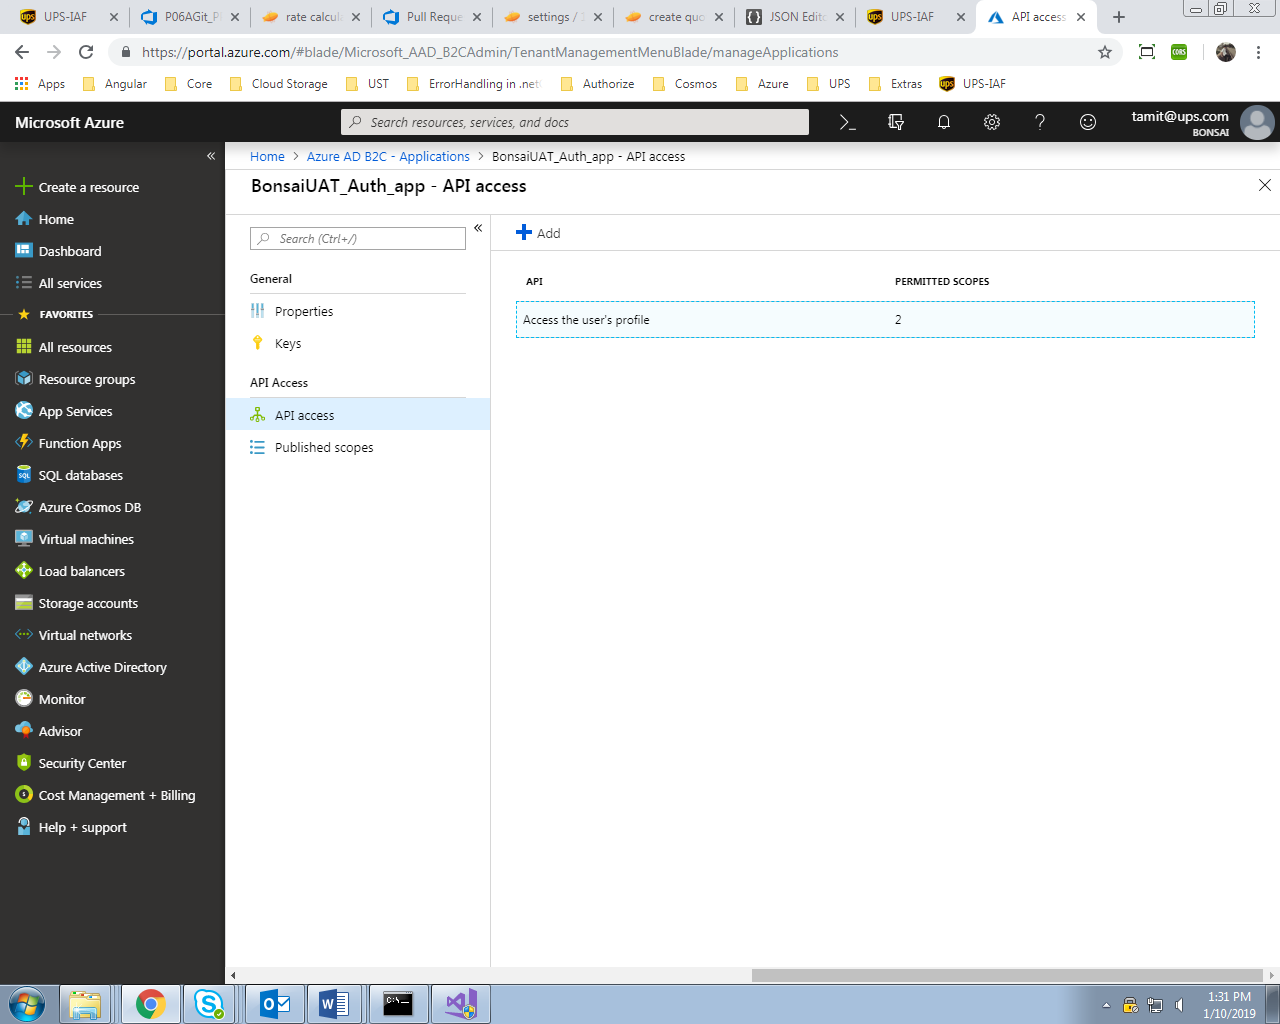 UPS-IAF
P06AGit_P
rate calcul
Pull Reque
settings /
create quo
JSON Edito
UPS-IAF
API access
https://portal.azure.com/#blade/Microsoft_AAD_B2CAdmin/TenantManagementMenuBlade/manageApplications
CORS
Apps
Angular
Core
Cloud Storage
UST
ErrorHandling in .net
Authorize
Cosmos
Azure
UPS
Extras
UPS-IAF
Microsoft Azure
Search resources, services, and docs
tamit@ups.com
BONSAI
Create a resource
Home
Dashboard
All services
FAVORITES
All resources
Resource groups
App Services
Function Apps
SQL databases
Azure Cosmos DB
Virtual machines
Load balancers
Storage accounts
Virtual networks
Azure Active Directory
Monitor
Advisor
Security Center
Cost Management + Billing
Help + support
Home > Azure AD B2C - Applications > BonsaiUAT_Auth_app - API access
BonsaiUAT_Auth_app - API access
Search (Ctrl+/)
General
Properties
Keys
API Access
API access
Published scopes
Add
API PERMITTED SCOPES
Access the user's profile 2
1:31 PM
1/10/2019